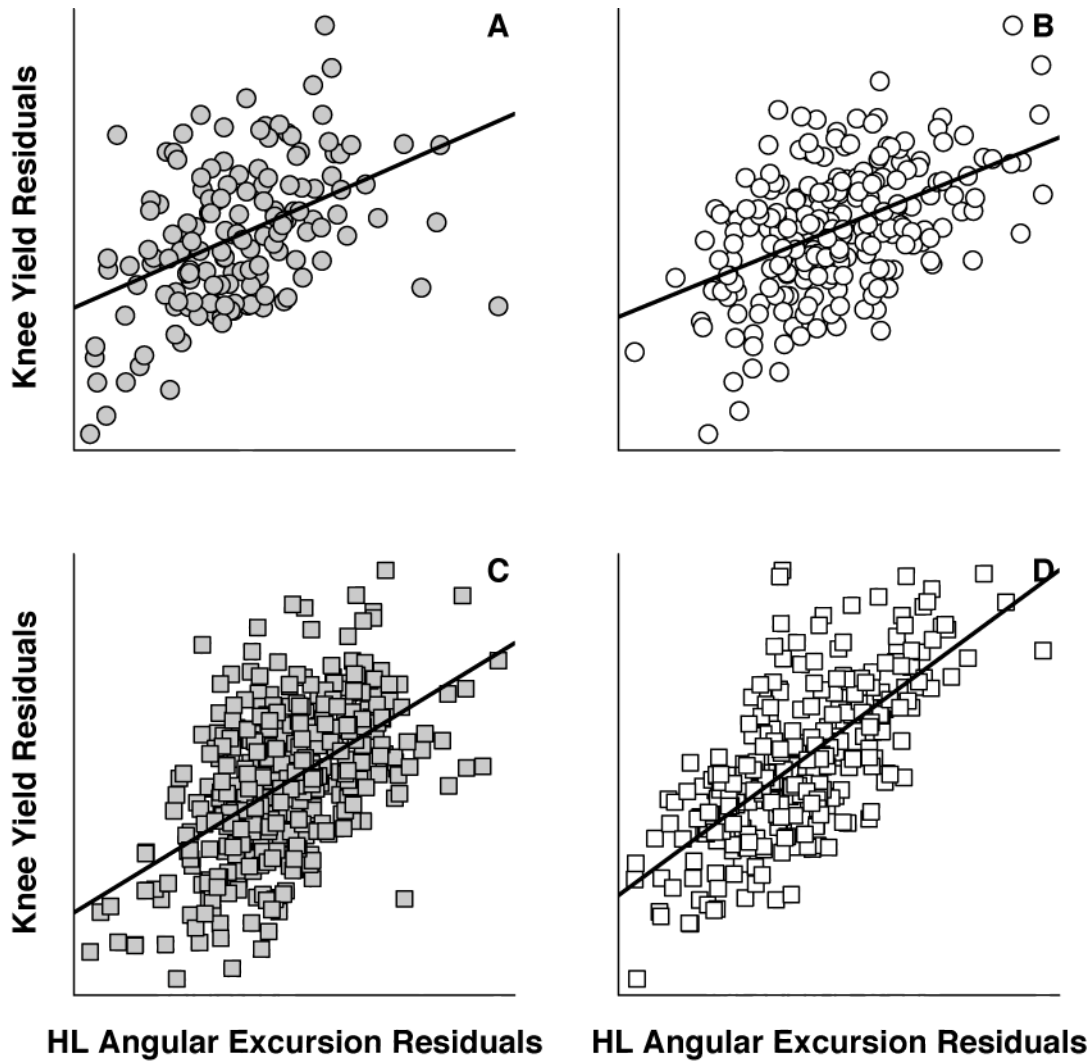 A
B
Knee Yield Residuals
C
D
Knee Yield Residuals
HL Angular Excursion Residuals
HL Angular Excursion Residuals